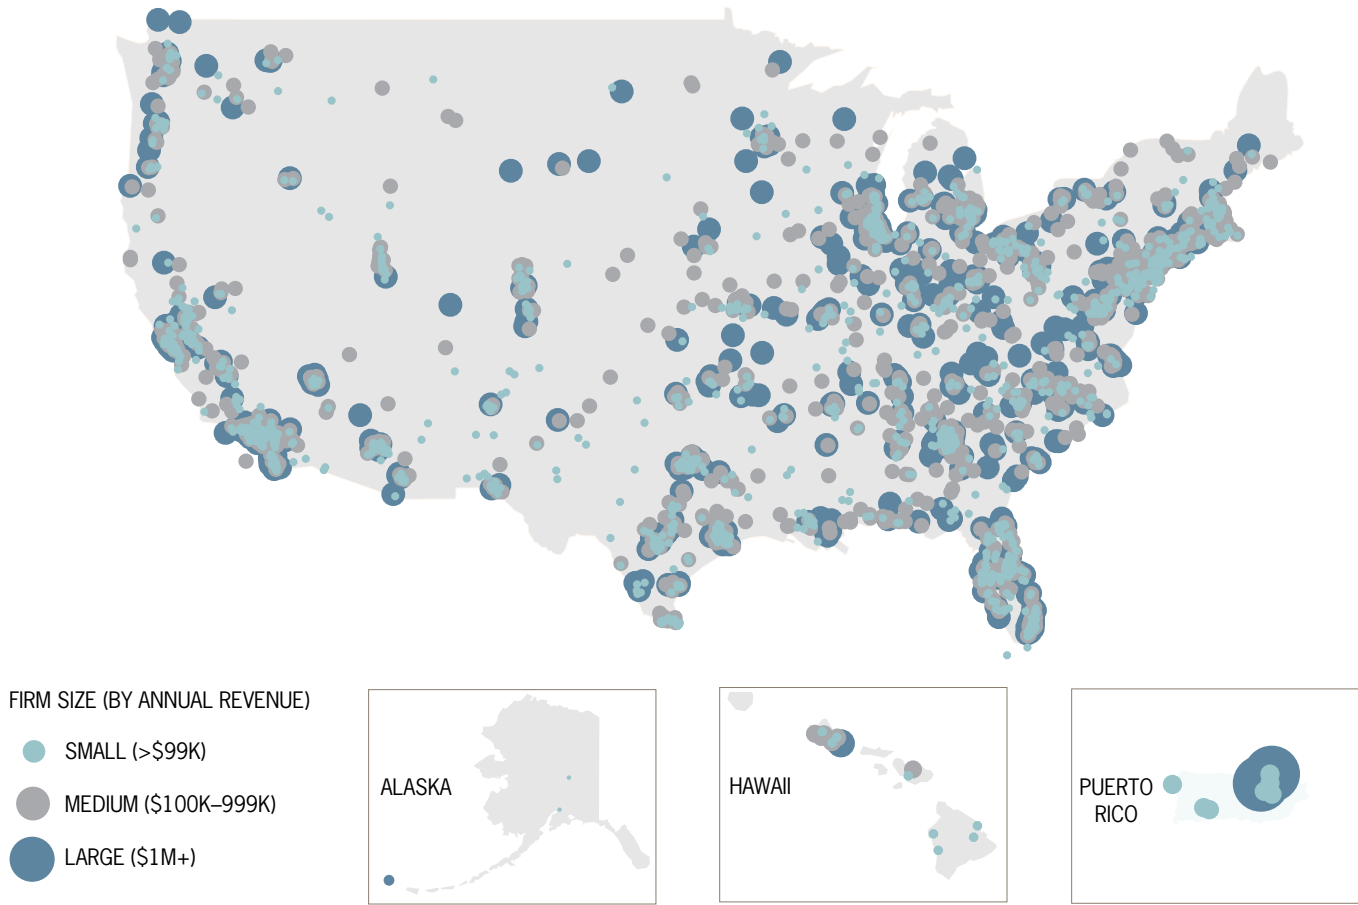 FIRM SIZE (BY ANNUAL REVENUE)
SMALL (>$99K)
MEDIUM ($100K–999K)
LARGE ($1M+)
ALASKA
HAWAII
PUERTO
RICO